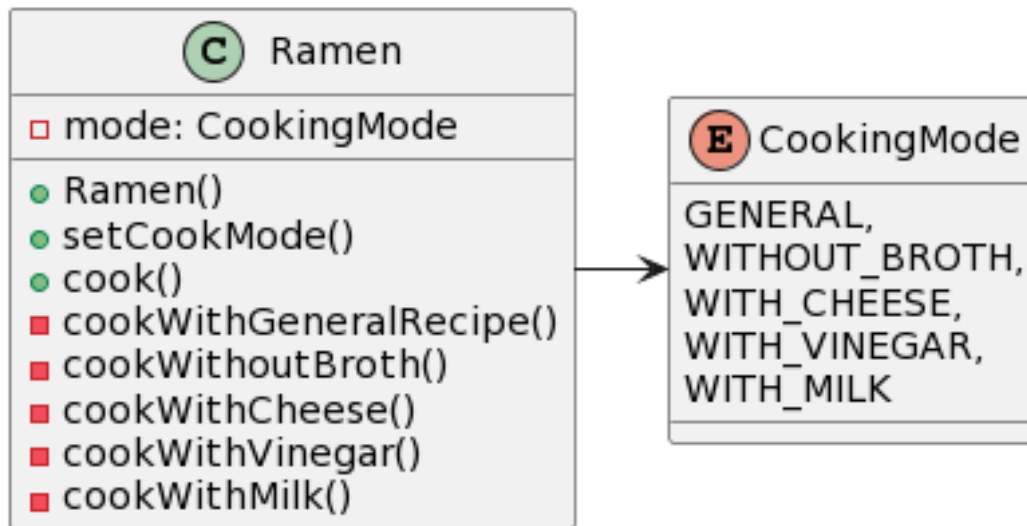 C Ramen
mode: CookingMode
Ramen()
setCookMode()
cook()
cookWithGeneralRecipe()
cookWithoutBroth()
cookWithCheese()
cookWithVinegar()
cookWithMilk()
E CookingMode
GENERAL,
WITHOUT_BROTH,
WITH_CHEESE,
WITH_VINEGAR,
WITH_MILK